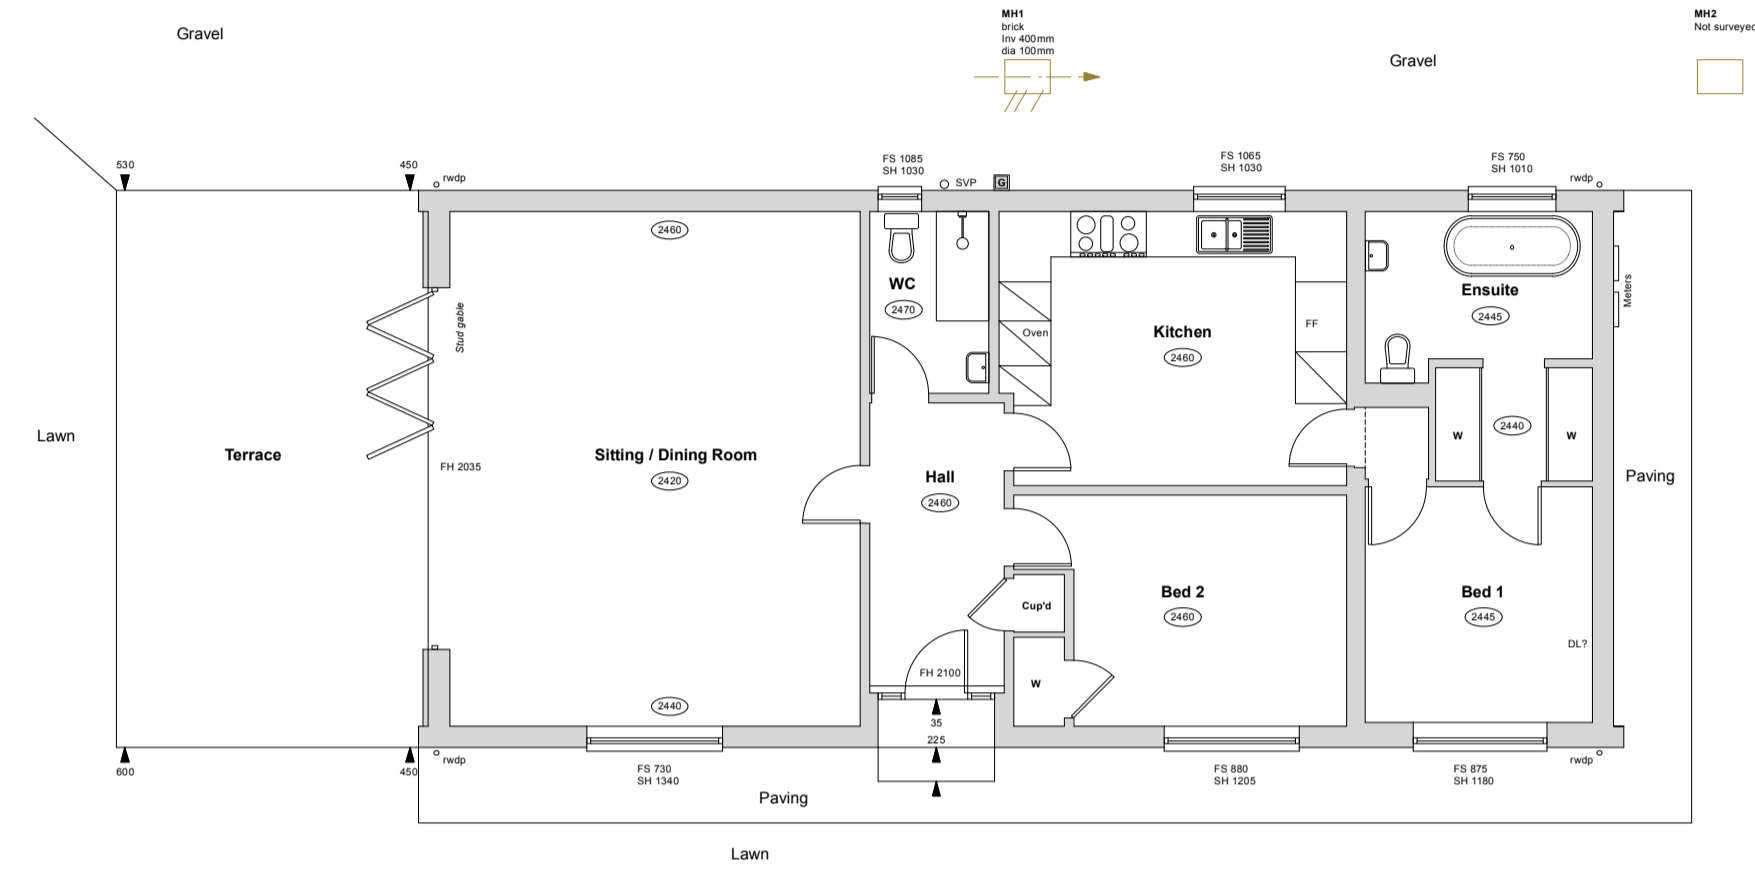 MH1
brick
Inv 400mm
dia 100mm
MH2
Not surveyed
Gravel
Gravel
530
450
rwdp
FS 1085
SH 1030
SVP
G
FS 1065
SH 1030
FS 750
SH 1010
rwdp
2460
WC
2470
Stud gable
Oven
Kitchen
2460
FF
Ensuite
2445
Meters
Lawn
Terrace
FH 2035
Sitting / Dining Room
2420
Hall
2460
W
2440
W
Paving
Cup'd
Bed 2
2460
Bed 1
2445
DL?
FH 2100
W
2440
35
225
600
450
rwdp
FS 730
SH 1340
FS 880
SH 1205
FS 875
SH 1180
rwdp
Paving
Lawn